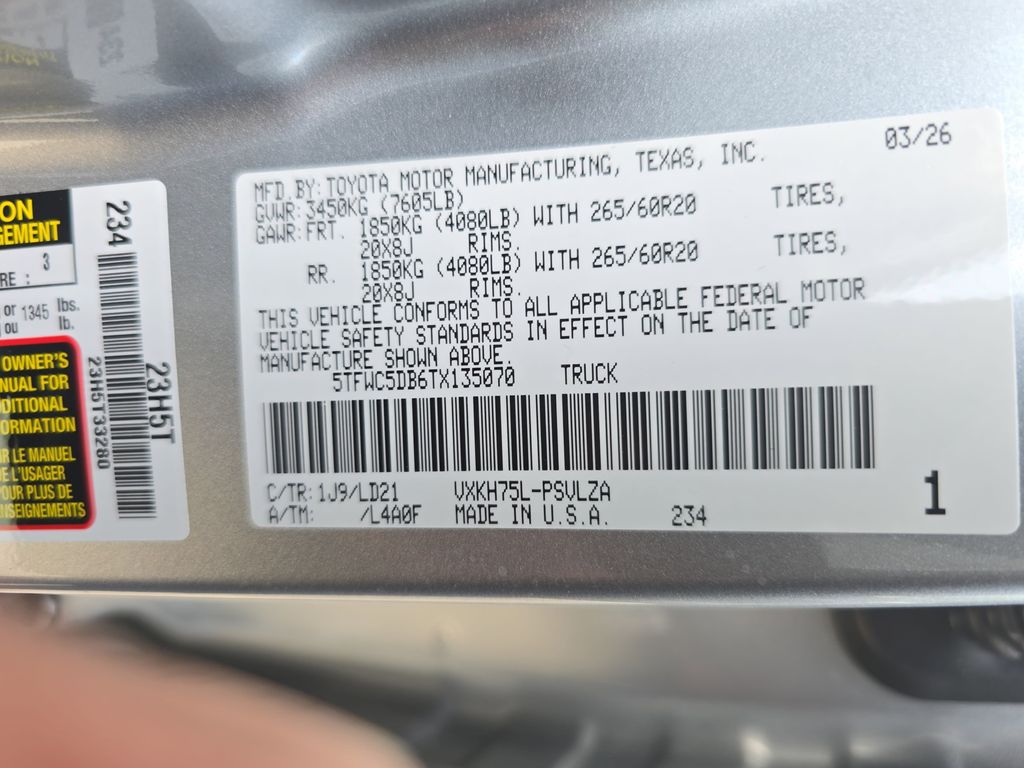 03/26
MFD.BY:TOYOTA MOTOR MANUFACTURING, TEXAS, INC.
GVWR:3450KG (7605LB)
GAWR:FRT. 1850KG (4080LB) WITH 265/60R20 TIRES,
20X8J RIMS.
RR. 1850KG (4080LB) WITH 265/60R20 TIRES,
20X8J RIMS.
THIS VEHICLE CONFORMS TO ALL APPLICABLE FEDERAL MOTOR
VEHICLE SAFETY STANDARDS IN EFFECT ON THE DATE OF
MANUFACTURE SHOWN ABOVE.
5TFWC5DB6TX135070 TRUCK
C/TR:1J9/LD21 VXKH75L-PSVLZA
A/TM: /L4A0F MADE IN U.S.A. 234
1
ON
GEMENT
RE : 3
or 1345 lbs.
ou lb.
OWNER'S
NUAL FOR
DITIONAL
FORMATION
R LE MANUEL
E L'USAGER
POUR PLUS DE
NSEIGNEMENTS
234
23H5T
23H5T33280